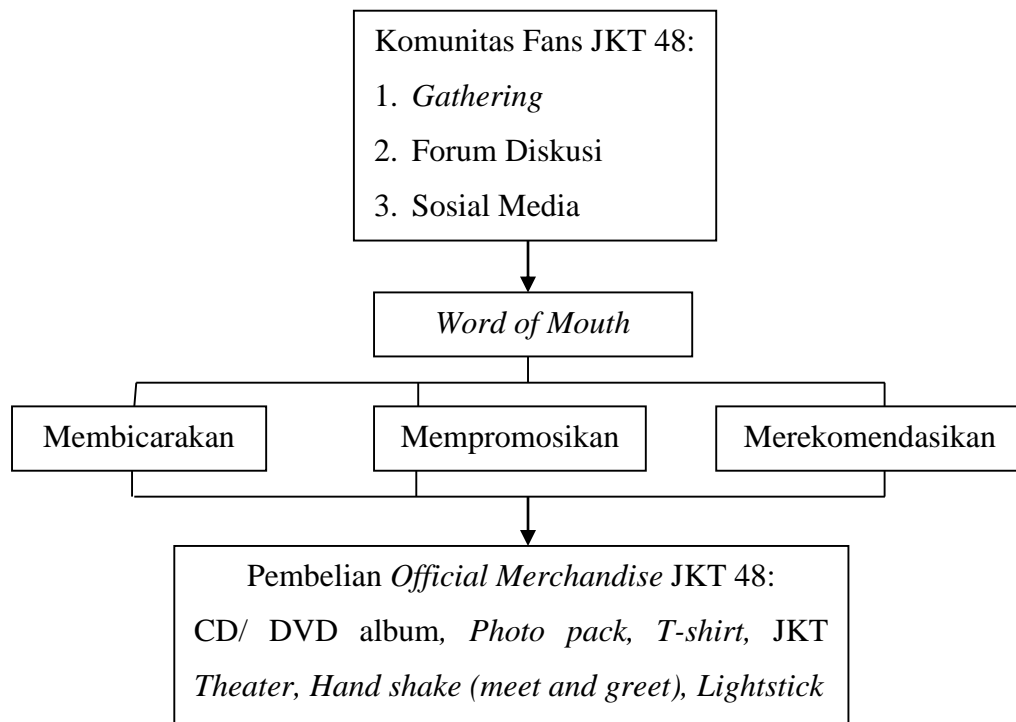 Komunitas Fans JKT 48:
1. Gathering
2. Forum Diskusi
3. Sosial Media
Word of Mouth
Membicarakan
Mempromosikan
Merekomendasikan
Pembelian Official Merchandise JKT 48:
CD/ DVD album, Photo pack, T-shirt, JKT
Theater, Hand shake (meet and greet), Lightstick